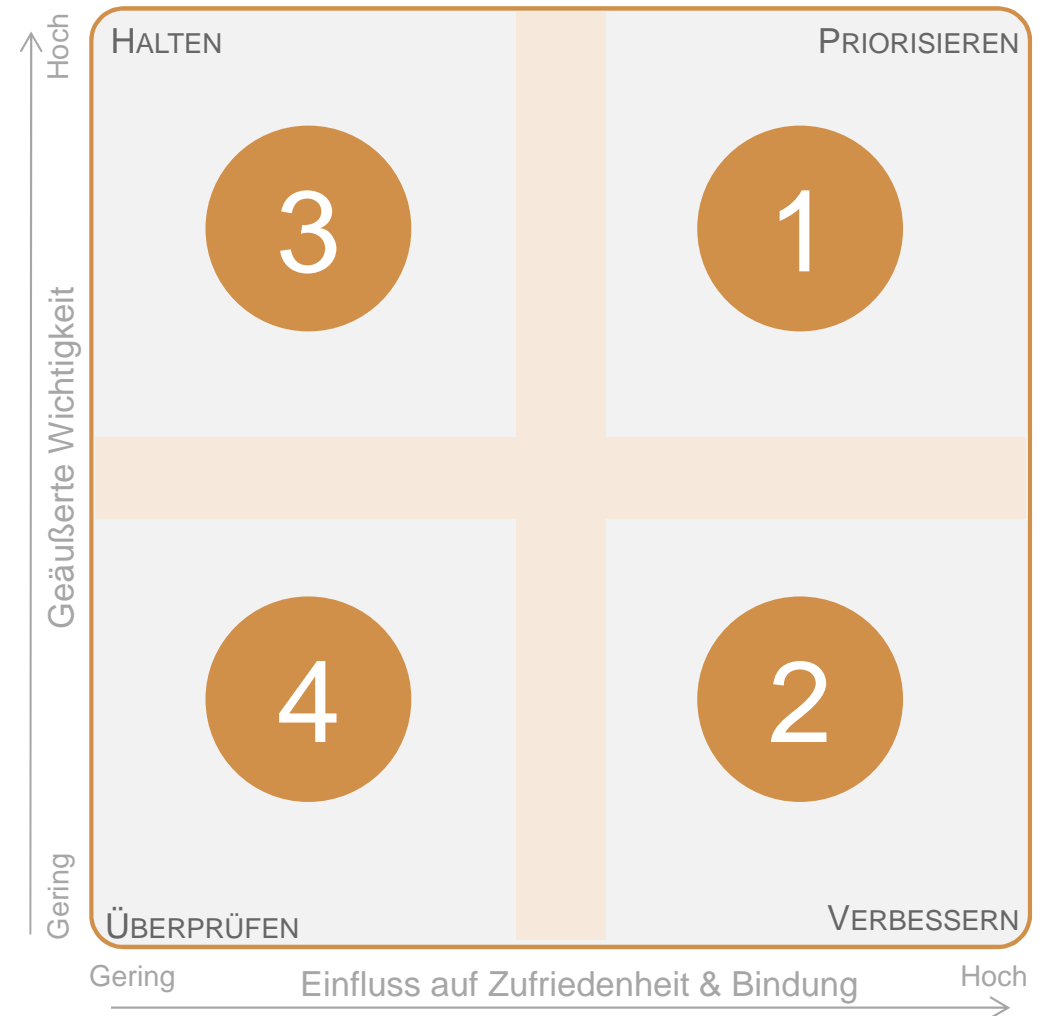 Hoch
HALTEN
PRIORISIEREN
3
1
Geäußerte Wichtigkeit
4
2
Gering
ÜBERPRÜFEN
VERBESSERN
Gering
Einfluss auf Zufriedenheit & Bindung
Hoch